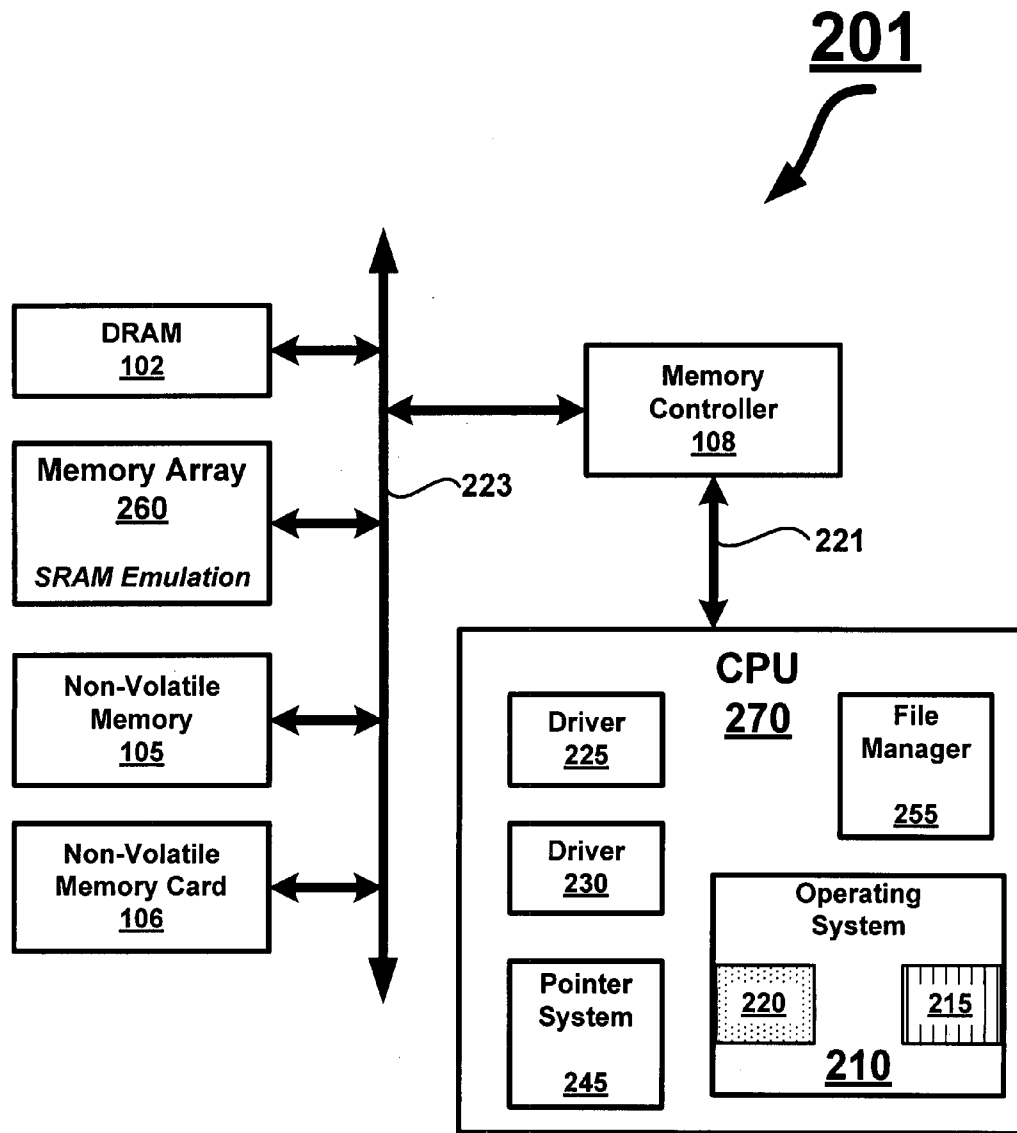 201
DRAM
102
Memory Array
260
SRAM Emulation
Non-Volatile
Memory
105
Non-Volatile
Memory Card
106
223
Memory
Controller
108
221
CPU
270
Driver
225
File
Manager
255
Driver
230
Operating
System
220
215
210
Pointer
System
245